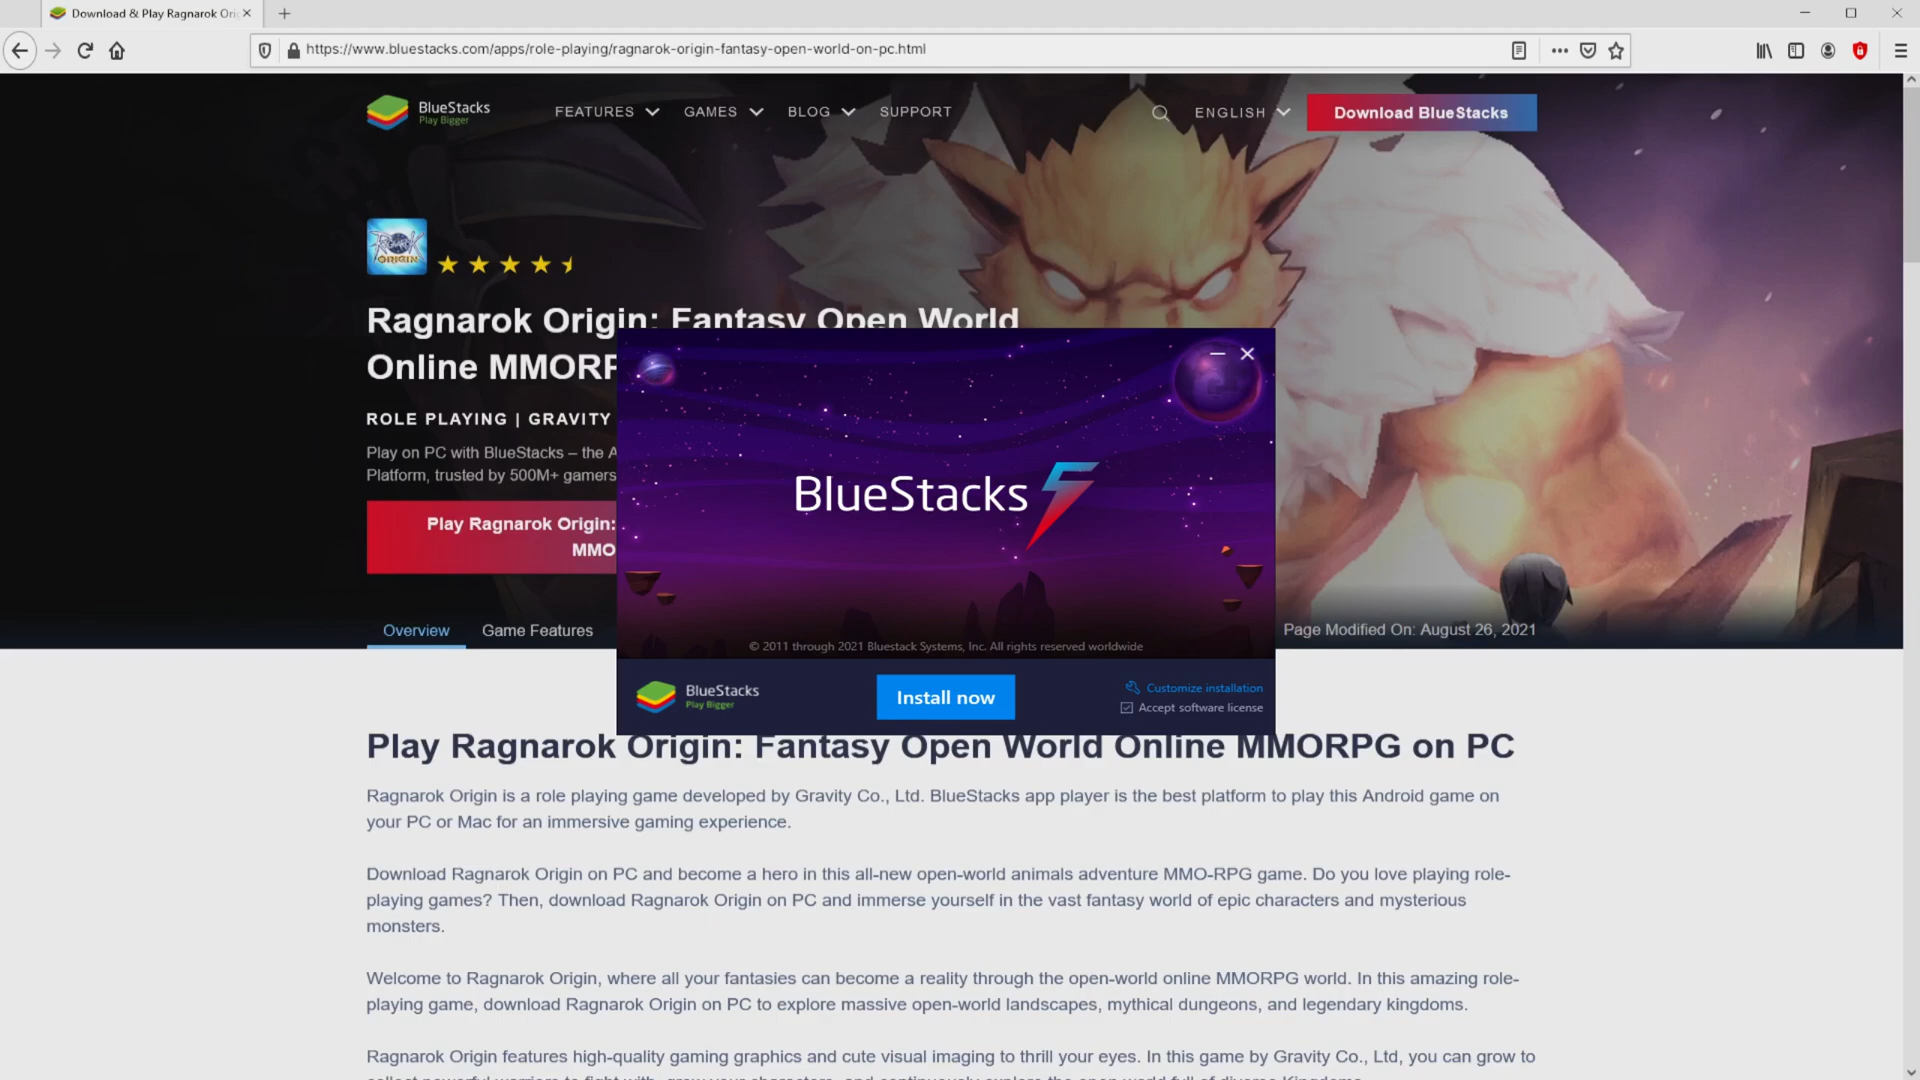 Download & Play Ragnarok Ori
https://www.bluestacks.com/apps/role-playing/ragnarok-origin-fantasy-open-world-on-pc.html
BlueStacks
Play Bigger
FEATURES
GAMES
BLOG
SUPPORT
ENGLISH
Download BlueStacks
RAGNAROK
ORIGIN
Ragnarok Origin: Fantasy Open World
Online MMORP
ROLE PLAYING | GRAVITY
Play on PC with BlueStacks – the A
Platform, trusted by 500M+ gamers
Play Ragnarok Origin:
MMO
Overview
Game Features
Page Modified On: August 26, 2021
BlueStacks 5
© 2011 through 2021 Bluestack Systems, Inc. All rights reserved worldwide
BlueStacks
Play Bigger
Install now
Customize installation
Accept software license
Play Ragnarok Origin: Fantasy Open World Online MMORPG on PC
Ragnarok Origin is a role playing game developed by Gravity Co., Ltd. BlueStacks app player is the best platform to play this Android game on
your PC or Mac for an immersive gaming experience.
Download Ragnarok Origin on PC and become a hero in this all-new open-world animals adventure MMO-RPG game. Do you love playing role-
playing games? Then, download Ragnarok Origin on PC and immerse yourself in the vast fantasy world of epic characters and mysterious
monsters.
Welcome to Ragnarok Origin, where all your fantasies can become a reality through the open-world online MMORPG world. In this amazing role-
playing game, download Ragnarok Origin on PC to explore massive open-world landscapes, mythical dungeons, and legendary kingdoms.
Ragnarok Origin features high-quality gaming graphics and cute visual imaging to thrill your eyes. In this game by Gravity Co., Ltd, you can grow to